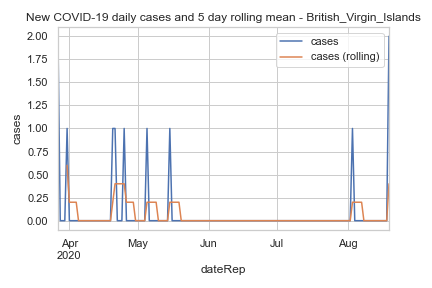 New COVID-19 daily cases and 5 day rolling mean - British_Virgin_Islands
2.00
1.75
1.50
1.25
1.00
0.75
0.50
0.25
0.00
cases
cases
cases (rolling)
Apr
2020
May
Jun
Jul
Aug
dateRep